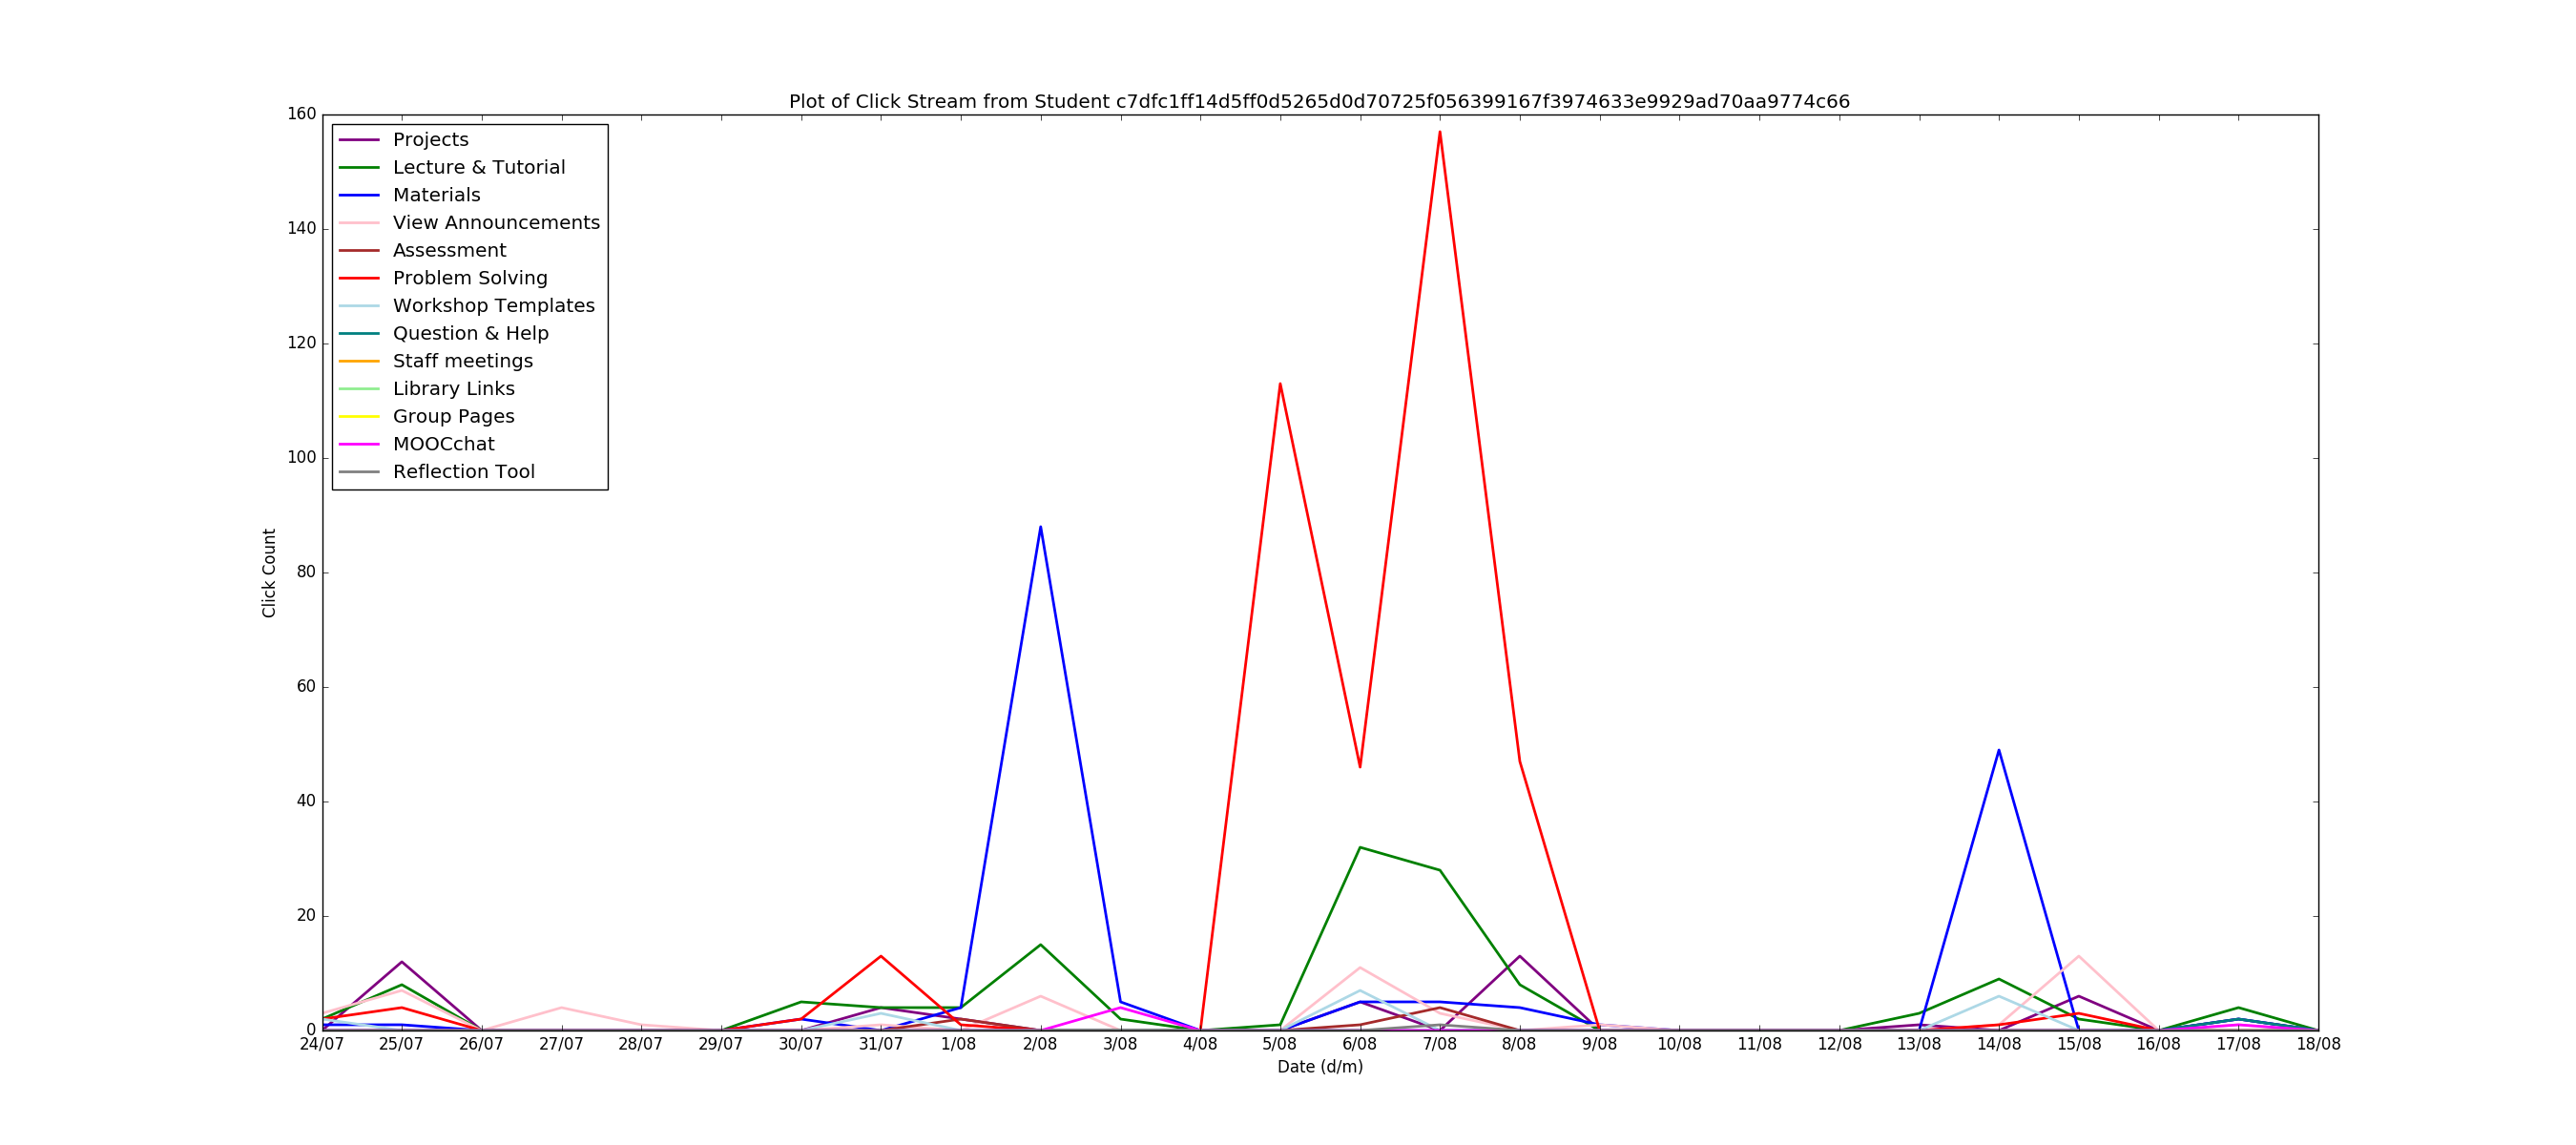 Plot of Click Stream from Student c7dfc1ff14d5ff0d5265d0d70725f056399167f3974633e9929ad70aa9774c66
160
140
120
100
80
60
40
20
0
Click Count
Projects
Lecture & Tutorial
Materials
View Announcements
Assessment
Problem Solving
Workshop Templates
Question & Help
Staff meetings
Library Links
Group Pages
MOOCchat
Reflection Tool
24/07 25/07 26/07 27/07 28/07 29/07 30/07 31/07 1/08 2/08 3/08 4/08 5/08 6/08 7/08 8/08 9/08 10/08 11/08 12/08 13/08 14/08 15/08 16/08 17/08 18/08
Date (d/m)